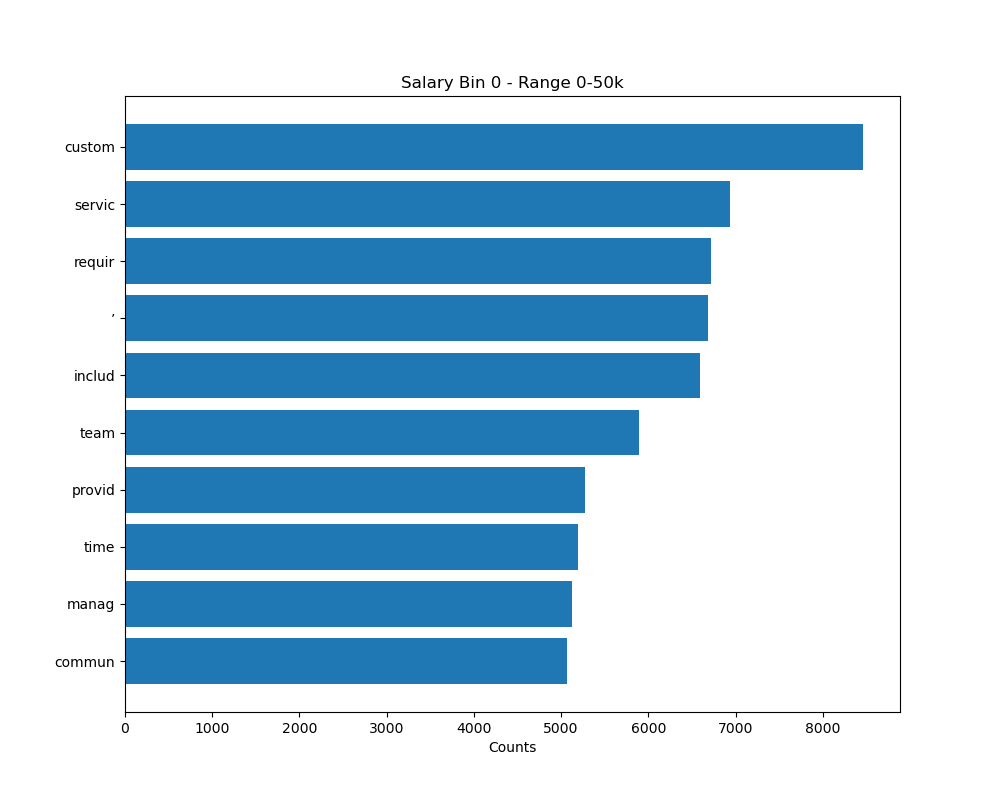 Salary Bin 0 - Range 0-50k
custom
servic
requir
’
includ
team
provid
time
manag
commun
0 1000 2000 3000 4000 5000 6000 7000 8000
Counts